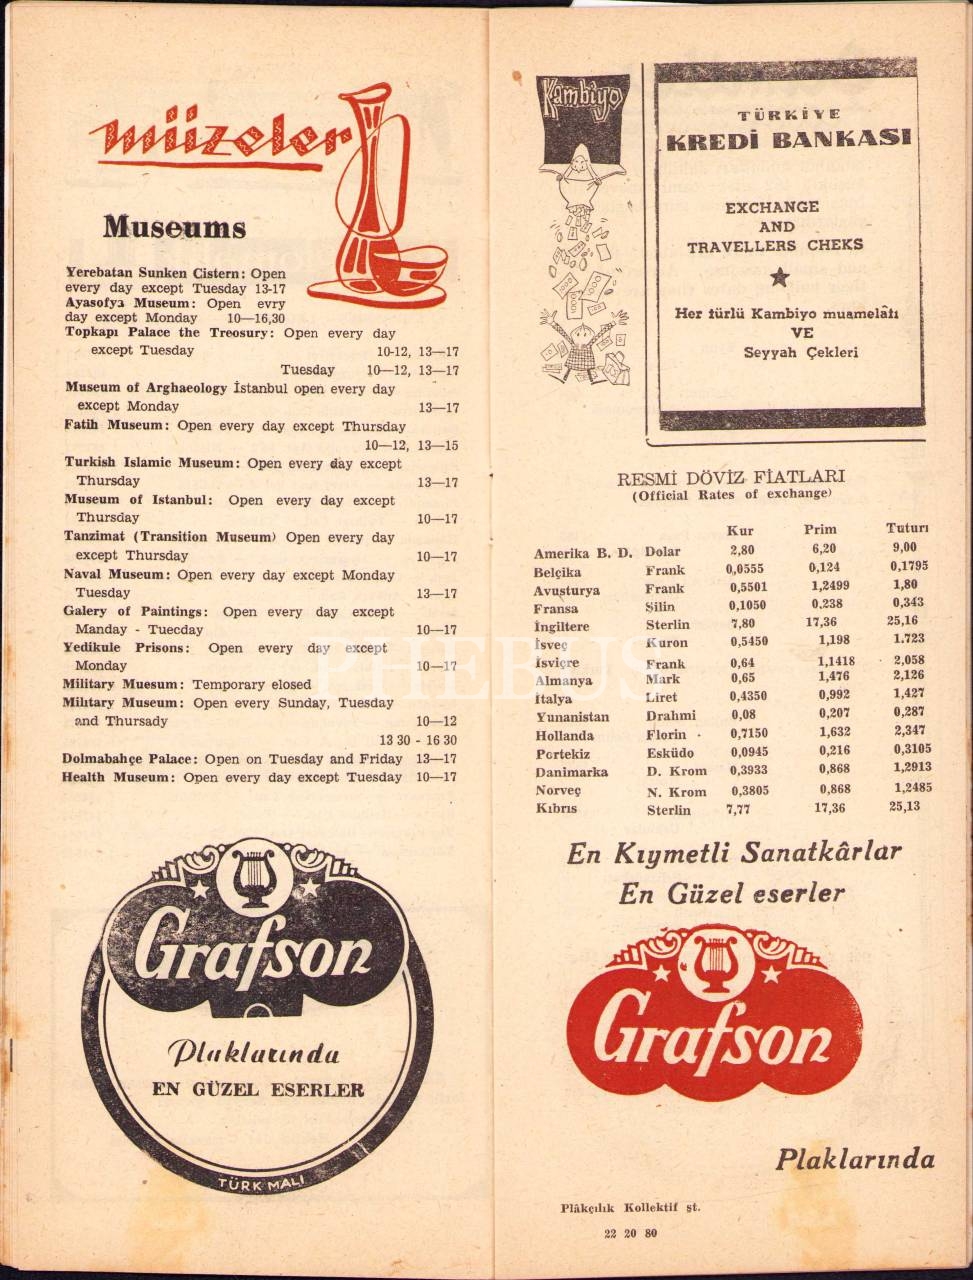 müzeler
Museums
Yerebatan Sunken Cistern: Open
every day except Tuesday 13-17
Ayasofya Museum: Open evry
day except Monday 10—16,30
Topkapı Palace the Treosury: Open every day
except Tuesday 10-12, 13—17
Tuesday 10—12, 13—17
Museum of Arghaeology İstanbul open every day
except Monday 13—17
Fatih Museum: Open every day except Thursday
10—12, 13—15
Turkish Islamic Museum: Open every day except
Thursday 13—17
Museum of Istanbul: Open every day except
Thursday 10—17
Tanzimat (Transition Museum) Open every day
except Thursday 10—17
Naval Museum: Open every day except Monday
Tuesday 13—17
Galery of Paintings: Open every day except
Manday - Tuecday 10—17
Yedikule Prisons: Open every day except
Monday 10—17
Military Muesum: Temporary elosed
Milıtary Museum: Open every Sunday, Tuesday
and Thursady 10—12
13 30 - 16 30
Dolmabahçe Palace: Open on Tuesday and Friday 13—17
Health Museum: Open every day except Tuesday 10—17
Grafson
Plaklarında
EN GÜZEL ESERLER
TÜRK MALI
Kambiyo
TÜRKİYE
KREDİ BANKASI
EXCHANGE
AND
TRAVELLERS CHEKS
Her türlü Kambiyo muamelâtı
VE
Seyyah Çekleri
RESMİ DÖVİZ FİATLARI
(Official Rates of exchange)
Kur Prim Tuturı
Amerika B. D. Dolar 2,80 6,20 9,00
Belçika Frank 0,0555 0,124 0,1795
Avusturya Frank 0,5501 1,2499 1,80
Fransa Şilin 0,1050 0,238 0,343
İngiltere Sterlin 7,80 17,36 25,16
İsveç Kuron 0,5450 1,198 1.723
İsviçre Frank 0,64 1,1418 2,058
Almanya Mark 0,65 1,476 2,126
İtalya Liret 0,4350 0,992 1,427
Yunanistan Drahmi 0,08 0,207 0,287
Hollanda Florin 0,7150 1,632 2,347
Portekiz Esküdo 0,0945 0,216 0,3105
Danimarka D. Krom 0,3933 0,868 1,2913
Norveç N. Krom 0,3805 0,868 1,2485
Kıbrıs Sterlin 7,77 17,36 25,13
PHEBUS
En Kıymetli Sanatkârlar
En Güzel eserler
Grafson
Plaklarında
Plâkçılık Kollektif şt.
22 20 80